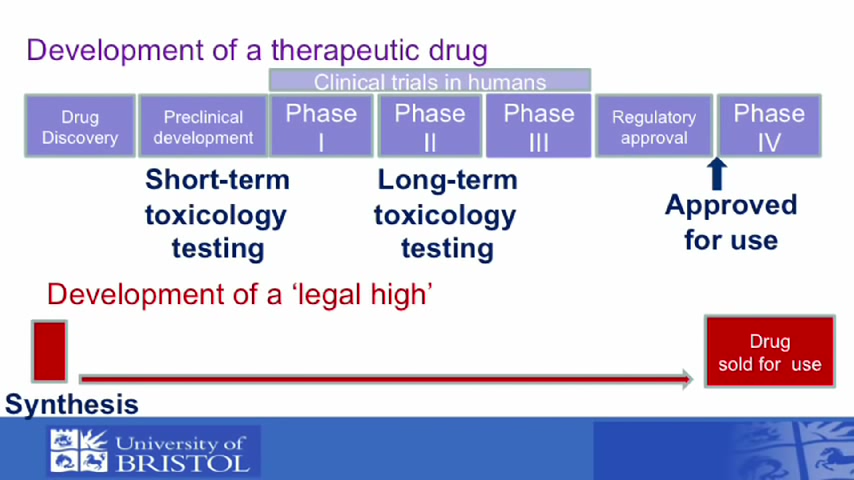 Development of a therapeutic drug
Clinical trials in humans
Drug
Discovery
Preclinical
development
Phase
I
Phase
II
Phase
III
Regulatory
approval
Phase
IV
Short-term
toxicology
testing
Long-term
toxicology
testing
Approved
for use
Development of a ‘legal high’
Drug
sold for use
Synthesis
University of
BRISTOL